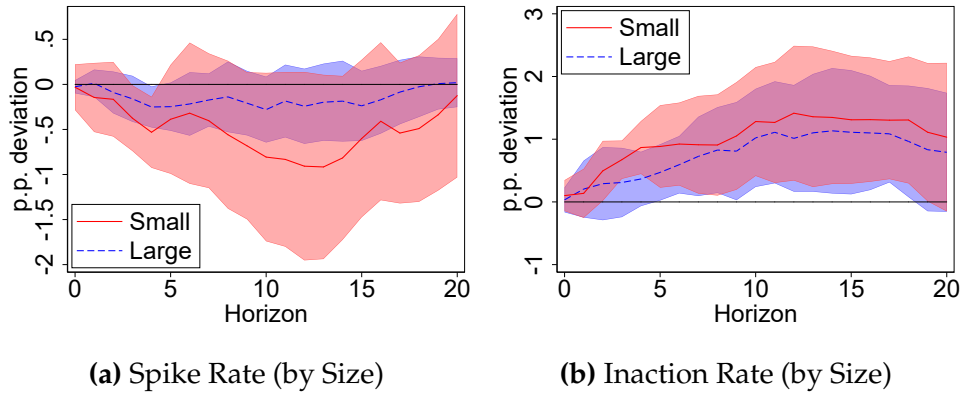 .5
0
-.5
-1
-1.5
-2
p.p. deviation
Small
Large
0 5 10 15 20
Horizon
(a) Spike Rate (by Size)
3
2
1
0
-1
p.p. deviation
Small
Large
0 5 10 15 20
Horizon
(b) Inaction Rate (by Size)